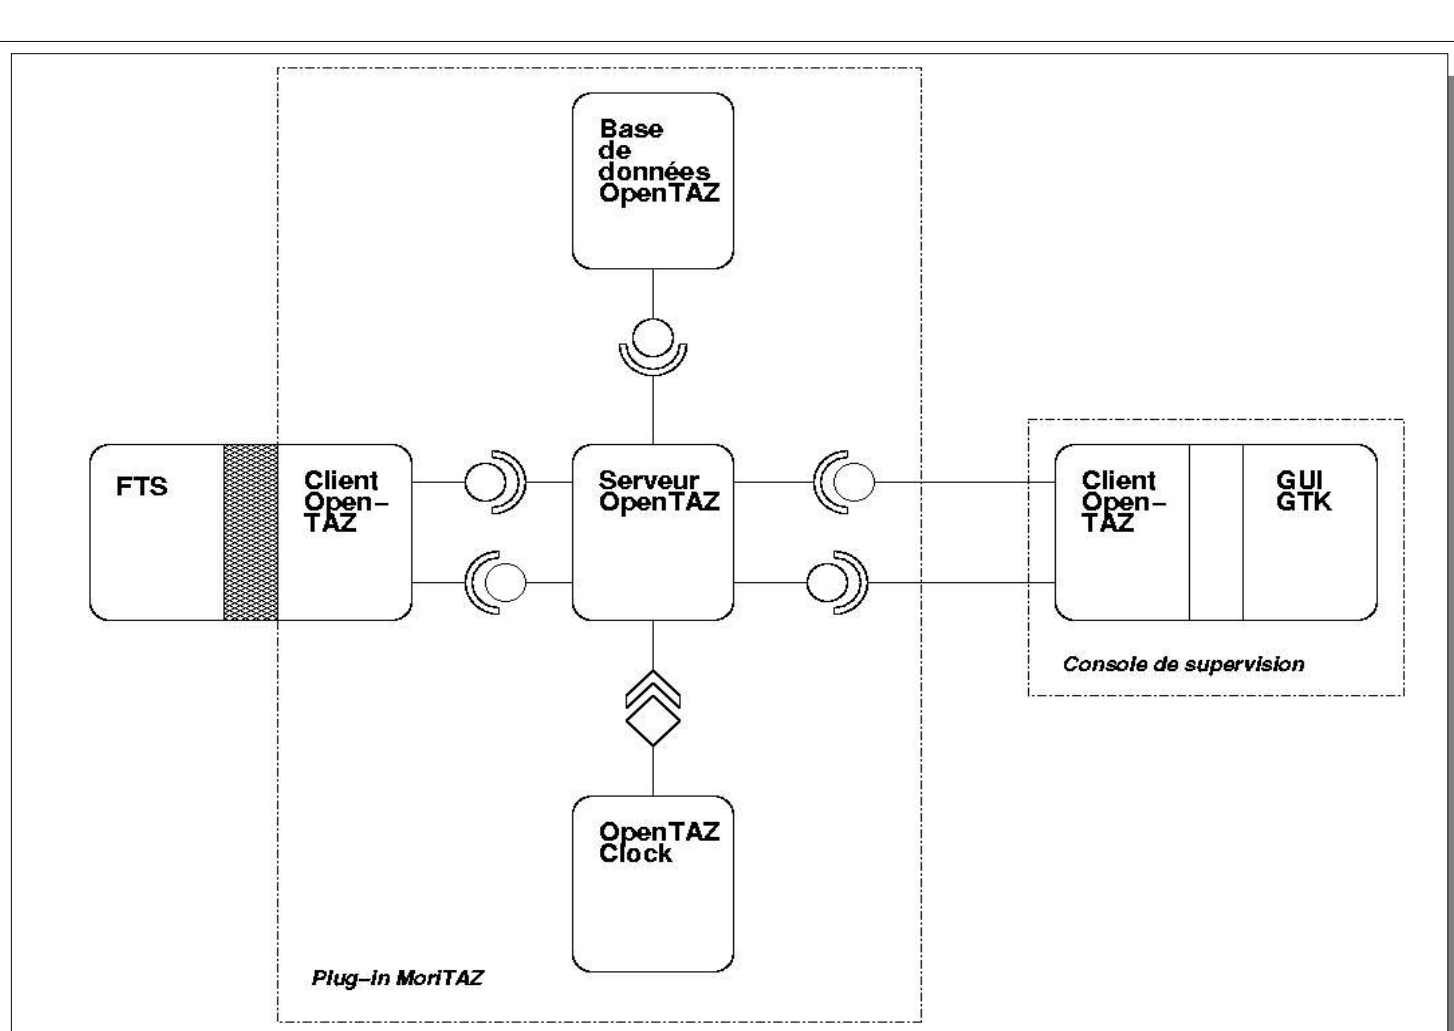 Base
de
données
OpenTAZ
FTS
Client
Open–
TAZ
Serveur
OpenTAZ
Client
Open–
TAZ
GUI
GTK
Console de supervision
OpenTAZ
Clock
Plug–in MoriTAZ